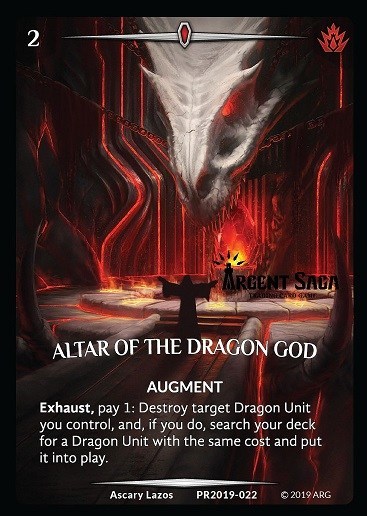 2
ARGENT SAGA
TRADING CARD GAME
ALTAR OF THE DRAGON GOD
AUGMENT
Exhaust, pay 1: Destroy target Dragon Unit
you control, and, if you do, search your deck
for a Dragon Unit with the same cost and put
it into play.
Ascary Lazos PR2019-022 © 2019 ARG